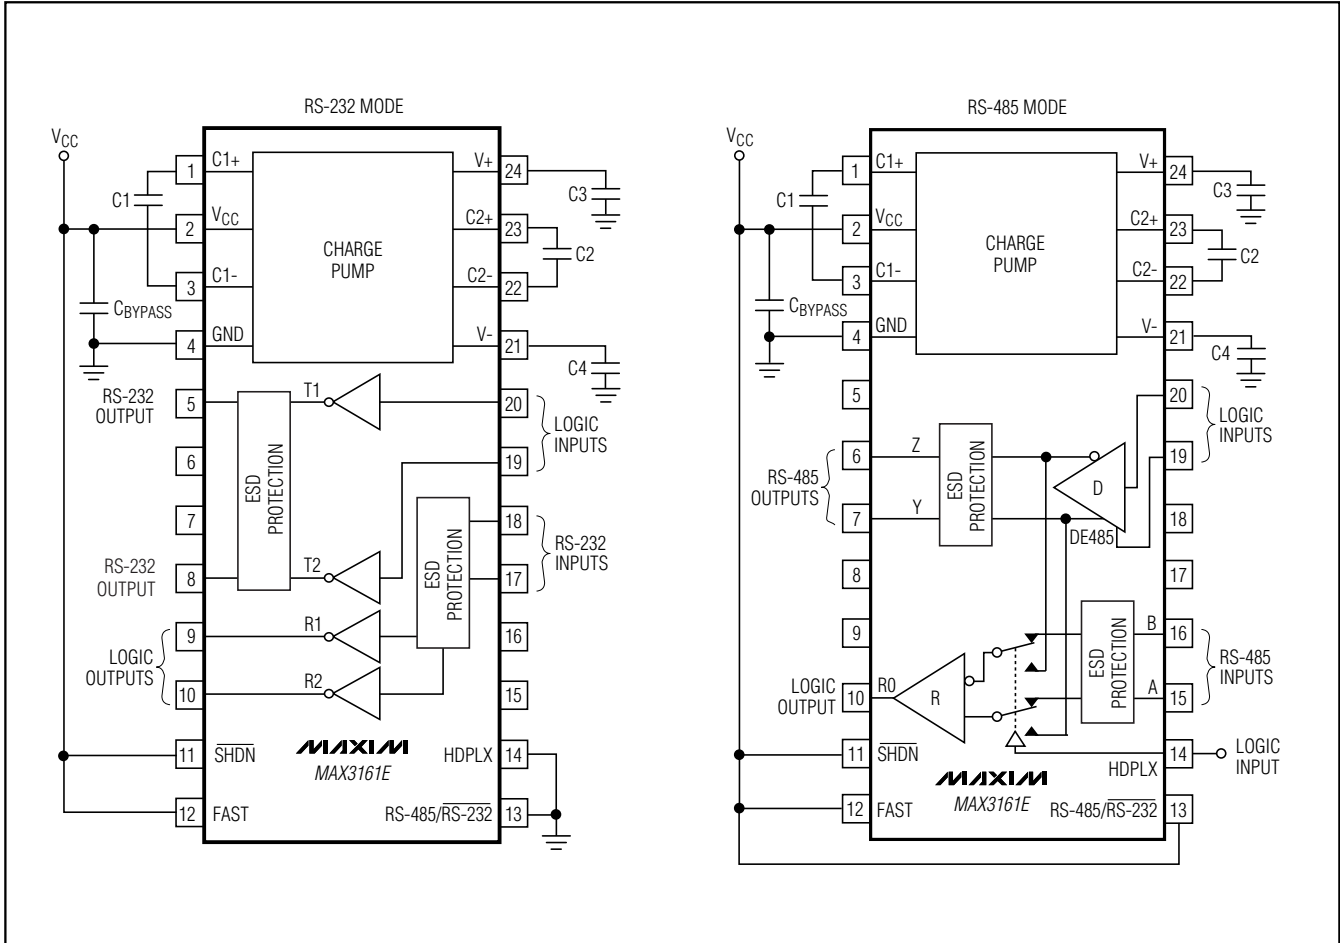 RS-232 MODE
VCC
1
C1+
C1
2
VCC
3
C1-
CBYPASS
4
GND
CHARGE
PUMP
V+
24
C3
C2+
23
C2
C2-
22
V-
21
C4
RS-232
OUTPUT
5
T1
20
LOGIC
INPUTS
6
19
ESD
PROTECTION
7
18
RS-232
INPUTS
RS-232
OUTPUT
8
T2
17
ESD
PROTECTION
LOGIC
OUTPUTS
9
R1
16
10
R2
15
11
SHDN
MAXIM
MAX3161E
HDPLX
14
12
FAST
RS-485/RS-232
13
RS-485 MODE
VCC
1
C1+
C1
2
VCC
3
C1-
CBYPASS
4
GND
CHARGE
PUMP
V+
24
C3
C2+
23
C2
C2-
22
V-
21
C4
5
20
LOGIC
INPUTS
19
RS-485
OUTPUTS
6
Z
ESD
PROTECTION
D
7
Y
DE485
18
8
17
9
B
16
RS-485
INPUTS
ESD
PROTECTION
LOGIC
OUTPUT
10
R0
R
A
15
11
SHDN
MAXIM
MAX3161E
HDPLX
14
LOGIC
INPUT
12
FAST
RS-485/RS-232
13